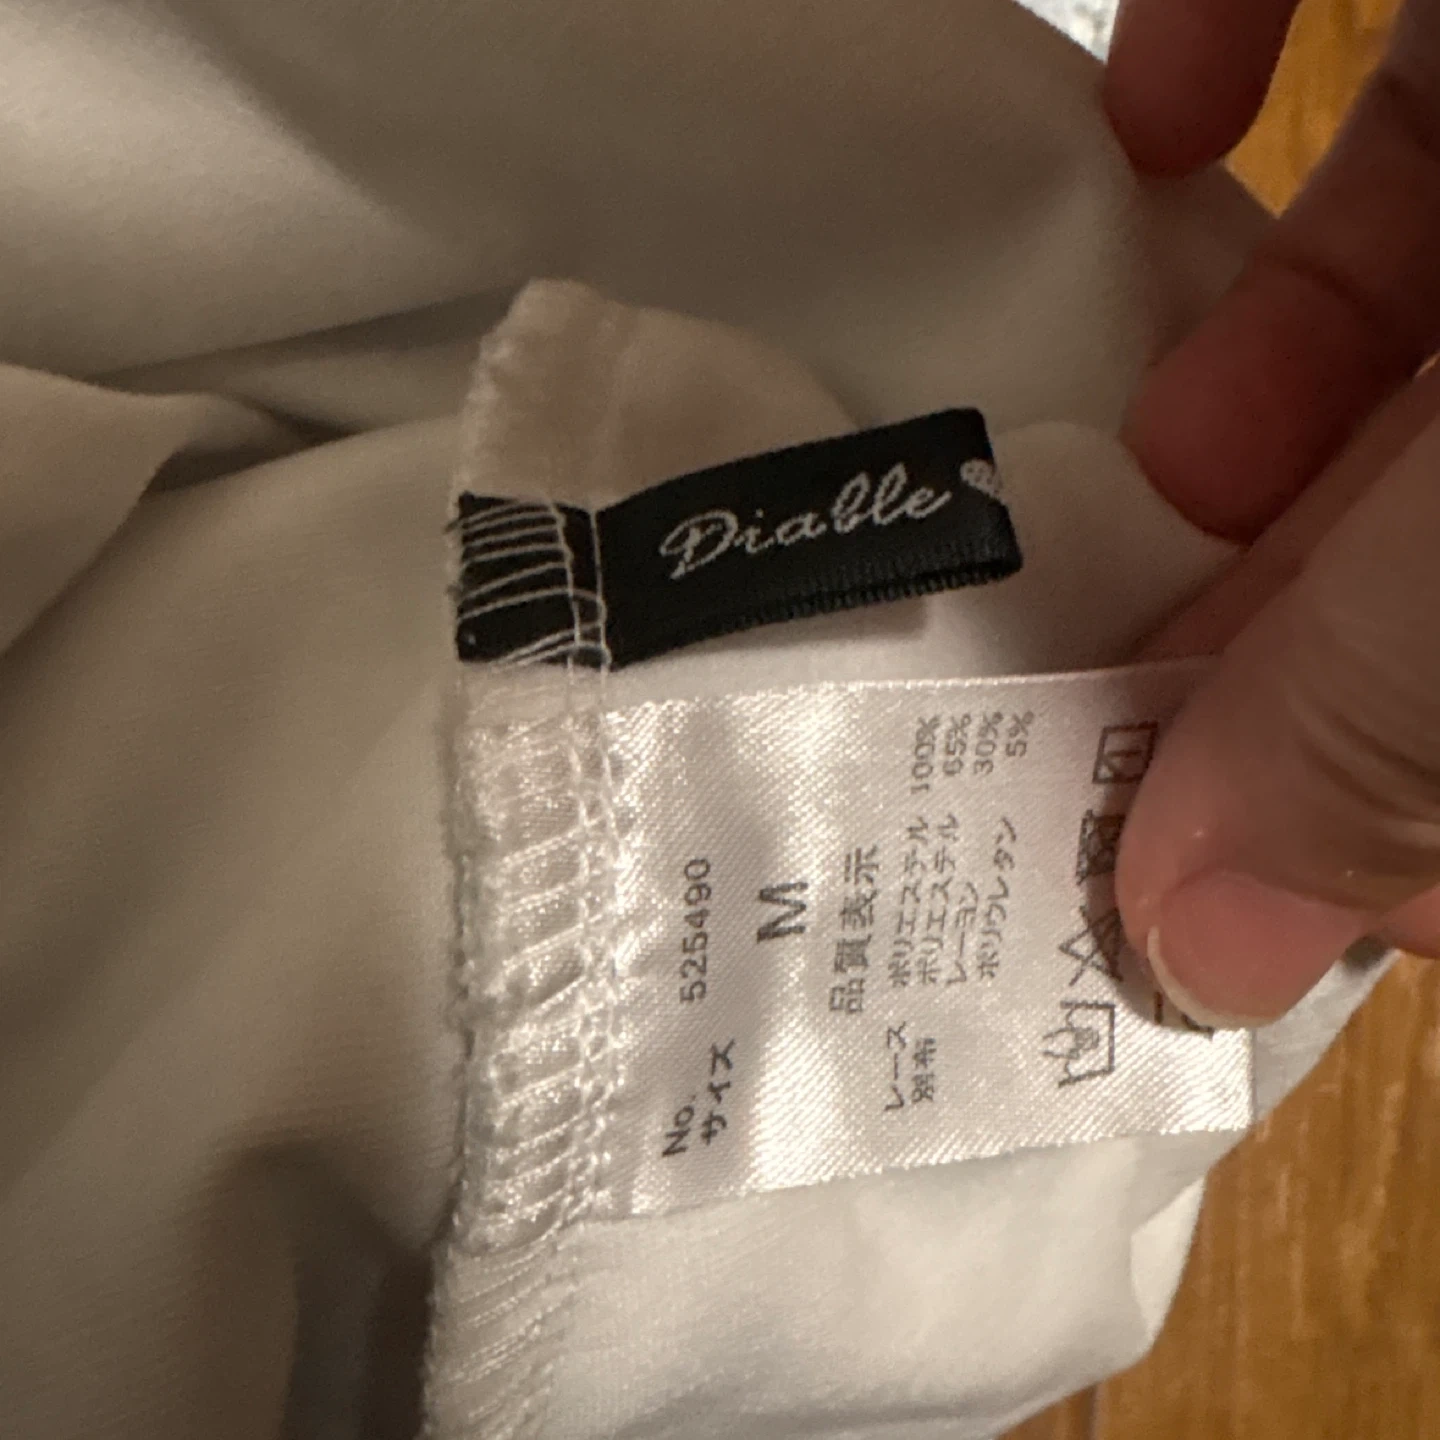 Diable
No. 525490
サイズ M
品質表示
レース ポリエステル 100%
別布 ポリエステル 65%
レーヨン 30%
ポリウレタン 5%